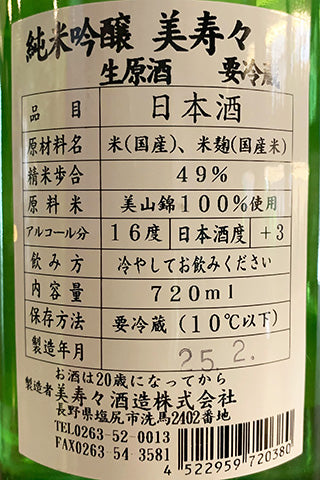 純米吟醸 美寿々
生原酒 要冷蔵
品目 日本酒
原材料名 米(国産)、米麹(国産米)
精米歩合 49%
原料米 美山錦100%使用
アルコール分 16度 日本酒度 +3
飲み方 冷やしてお飲みください
内容量 720ml
保存方法 要冷蔵(10℃以下)
製造年月 25.2.
お酒は20歳になってから
製造者 美寿々酒造株式会社
長野県塩尻市洗馬2402番地
TEL0263-52-0013
FAX0263-54-3581
4 522959 720380